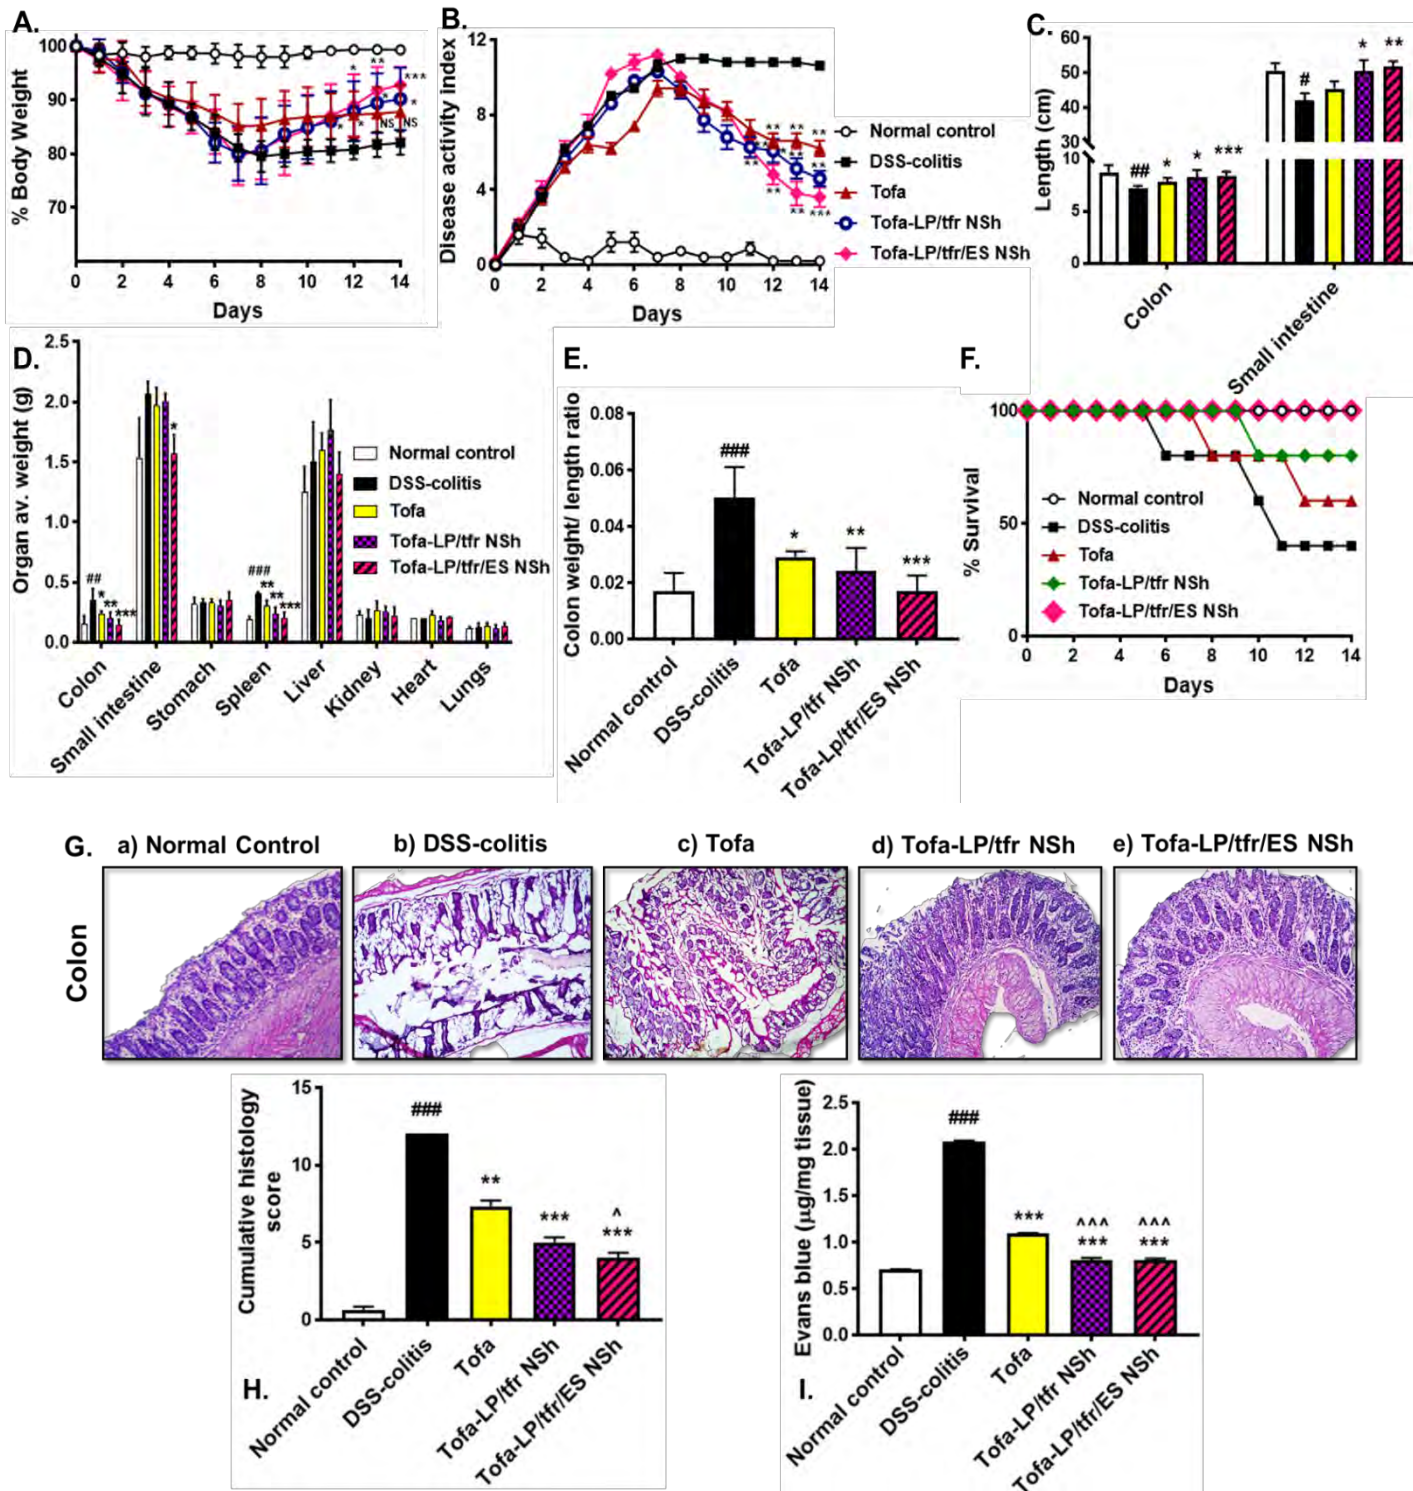 A.
% Body Weight
100
90
80
70
0 2 4 6 8 10 12 14
Days
* ** ***
* *
* * NS NS
B.
Disease activity index
12
8
4
0
0 2 4 6 8 10 12 14
Days
** ** **
** **
** ** ***
Normal control
DSS-colitis
Tofa
Tofa-LP/tfr NSh
Tofa-LP/tfr/ES NSh
C.
Length (cm)
60
50
40
30
10
5
0
## * * ***
# * **
Colon
Small intestine
D.
Organ av. weight (g)
2.5
2.0
1.5
1.0
0.5
0.0
## * ** ***
*
### ** ** ***
Colon
Small intestine
Stomach
Spleen
Liver
Kidney
Heart
Lungs
Normal control
DSS-colitis
Tofa
Tofa-LP/tfr NSh
Tofa-LP/tfr/ES NSh
E.
Colon weight/ length ratio
0.08
0.06
0.04
0.02
0.00
### * ** ***
Normal control
DSS-colitis
Tofa
Tofa-LP/tfr NSh
Tofa-Lp/tfr/ES NSh
F.
% Survival
100
50
0
0 2 4 6 8 10 12 14
Days
Normal control
DSS-colitis
Tofa
Tofa-LP/tfr NSh
Tofa-LP/tfr/ES NSh
G.
a) Normal Control
b) DSS-colitis
c) Tofa
d) Tofa-LP/tfr NSh
e) Tofa-LP/tfr/ES NSh
Colon
H.
Cumulative histology
score
15
10
5
0
###
**
***
^
***
Normal control
DSS-colitis
Tofa
Tofa-LP/tfr NSh
Tofa-LP/tfr/ES NSh
I.
Evans blue (µg/mg tissue)
2.5
2.0
1.5
1.0
0.5
0.0
###
***
^^^ ^^^
*** ***
Normal control
DSS-colitis
Tofa
Tofa-LP/tfr NSh
Tofa-LP/tfr/ES NSh